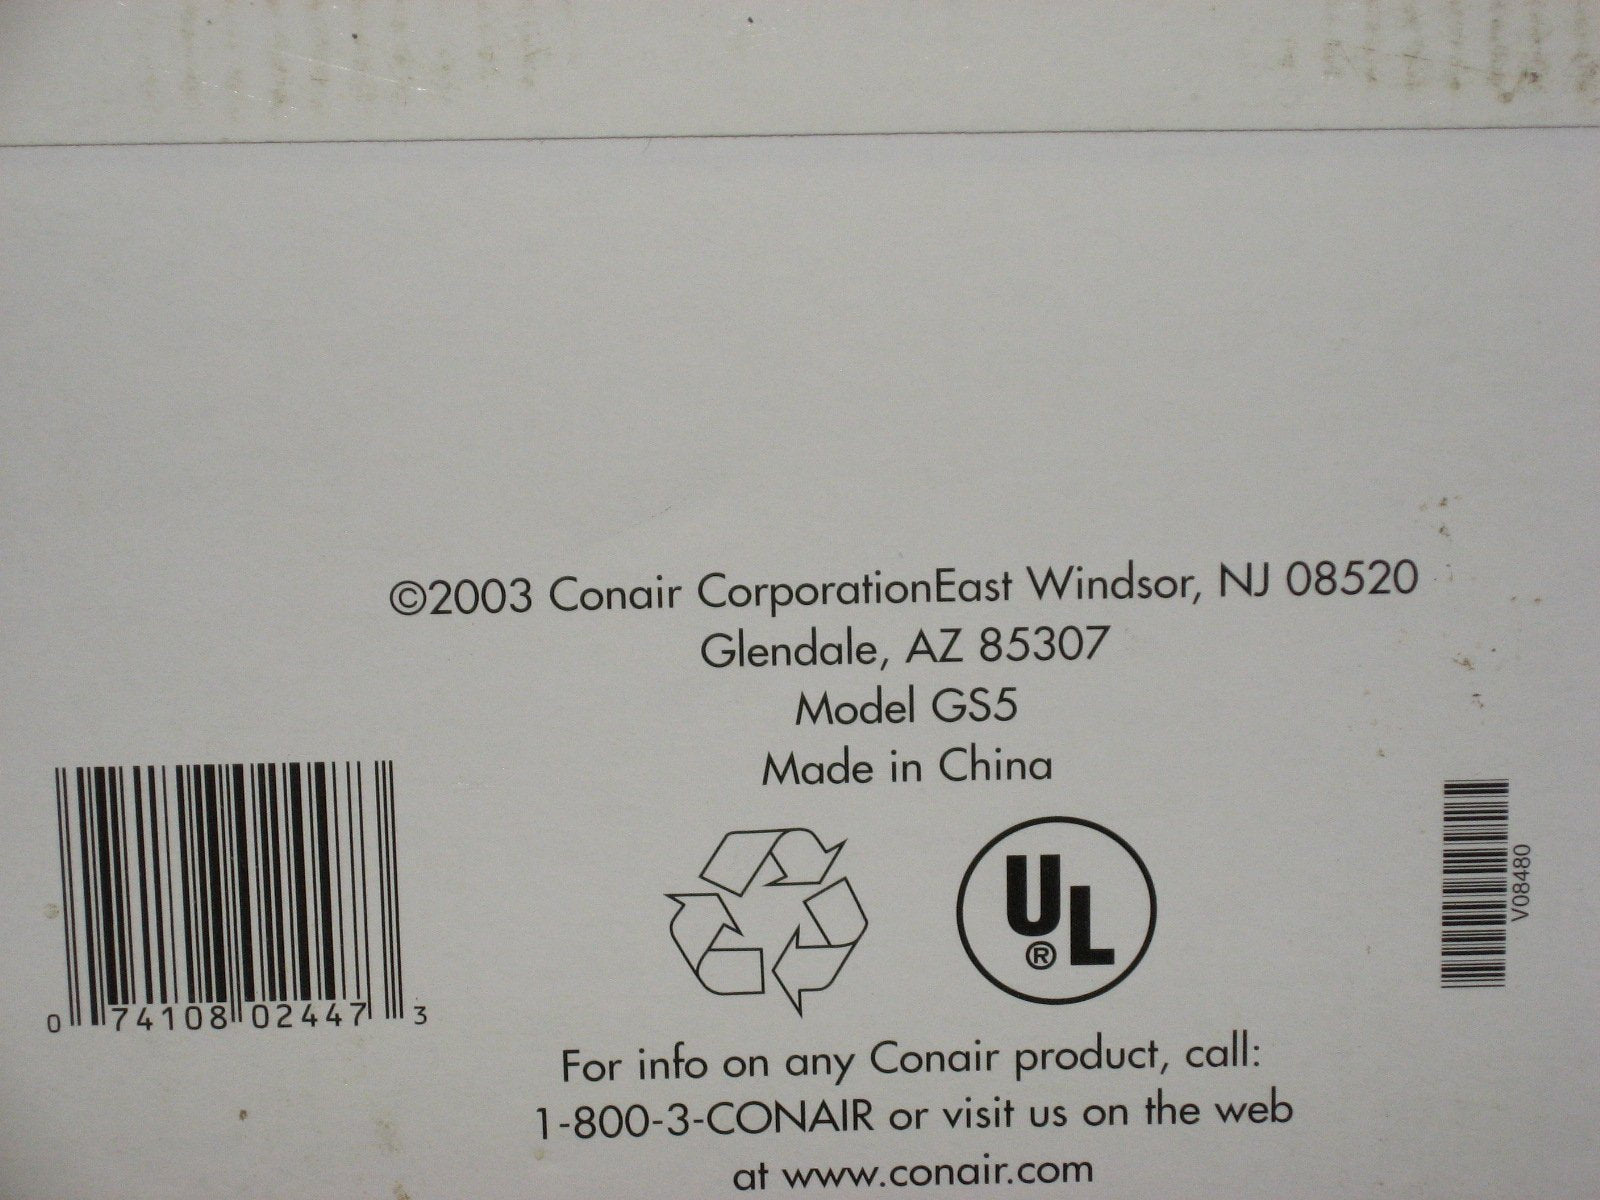 ©2003 Conair CorporationEast Windsor, NJ 08520
Glendale, AZ 85307
Model GS5
Made in China
0 74108 02447 3
UL
®
V08480
For info on any Conair product, call:
1-800-3-CONAIR or visit us on the web
at www.conair.com